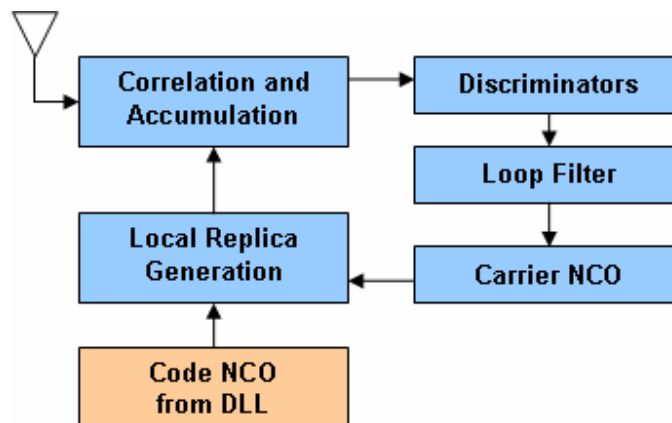 Correlation and
Accumulation
Discriminators
Loop Filter
Local Replica
Generation
Carrier NCO
Code NCO
from DLL